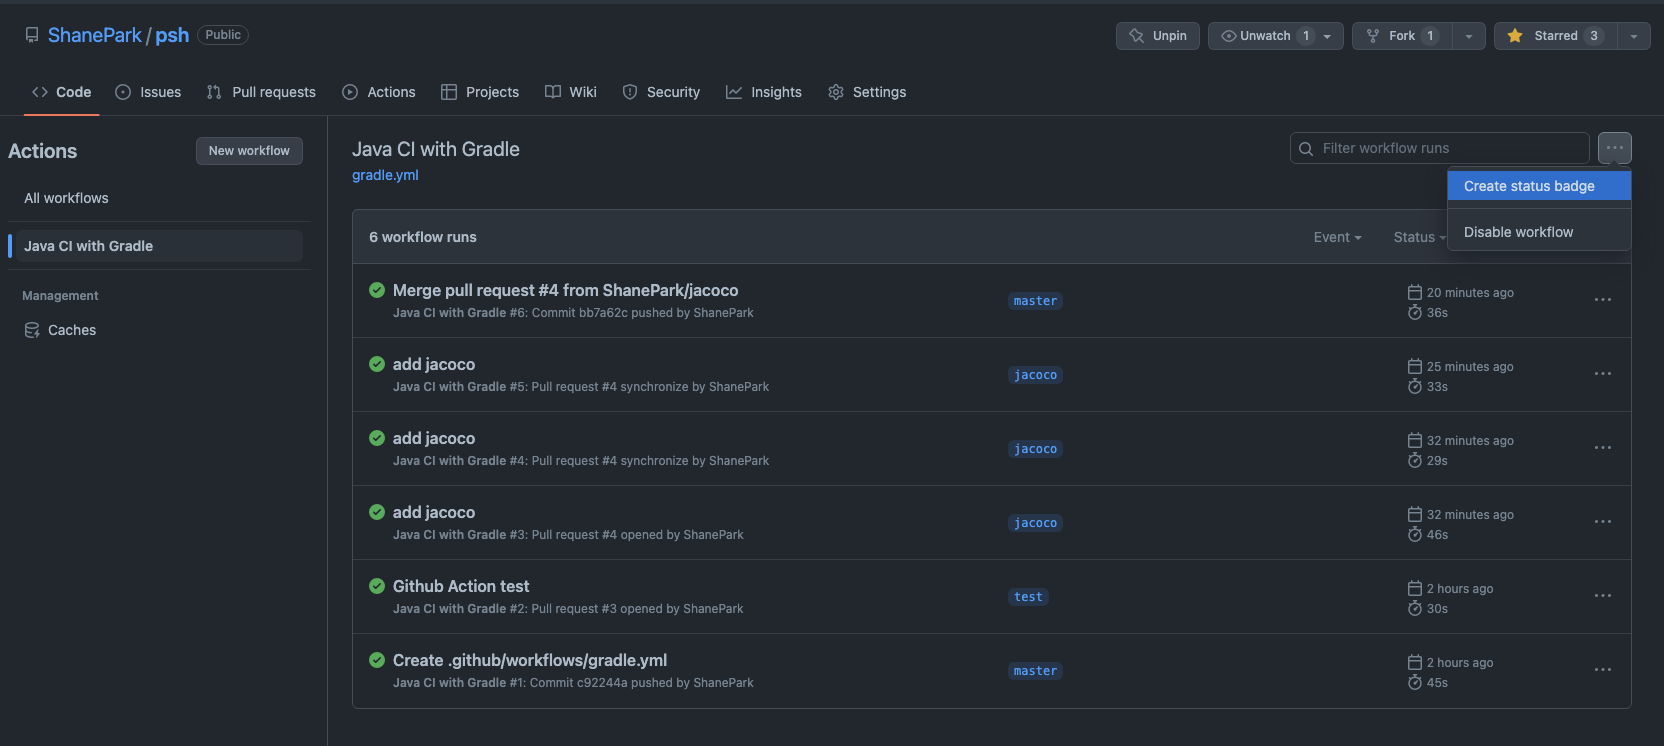 ShanePark / psh Public
Unpin Unwatch 1 Fork 1 Starred 3
Code Issues Pull requests Actions Projects Wiki Security Insights Settings
Actions
New workflow
All workflows
Java CI with Gradle
Management
Caches
Java CI with Gradle
gradle.yml
Filter workflow runs
Create status badge
Disable workflow
6 workflow runs
Event Status
Merge pull request #4 from ShanePark/jacoco
Java CI with Gradle #6: Commit bb7a62c pushed by ShanePark
master
20 minutes ago
36s
add jacoco
Java CI with Gradle #5: Pull request #4 synchronize by ShanePark
jacoco
25 minutes ago
33s
add jacoco
Java CI with Gradle #4: Pull request #4 synchronize by ShanePark
jacoco
32 minutes ago
29s
add jacoco
Java CI with Gradle #3: Pull request #4 opened by ShanePark
jacoco
32 minutes ago
46s
Github Action test
Java CI with Gradle #2: Pull request #3 opened by ShanePark
test
2 hours ago
30s
Create .github/workflows/gradle.yml
Java CI with Gradle #1: Commit c92244a pushed by ShanePark
master
2 hours ago
45s